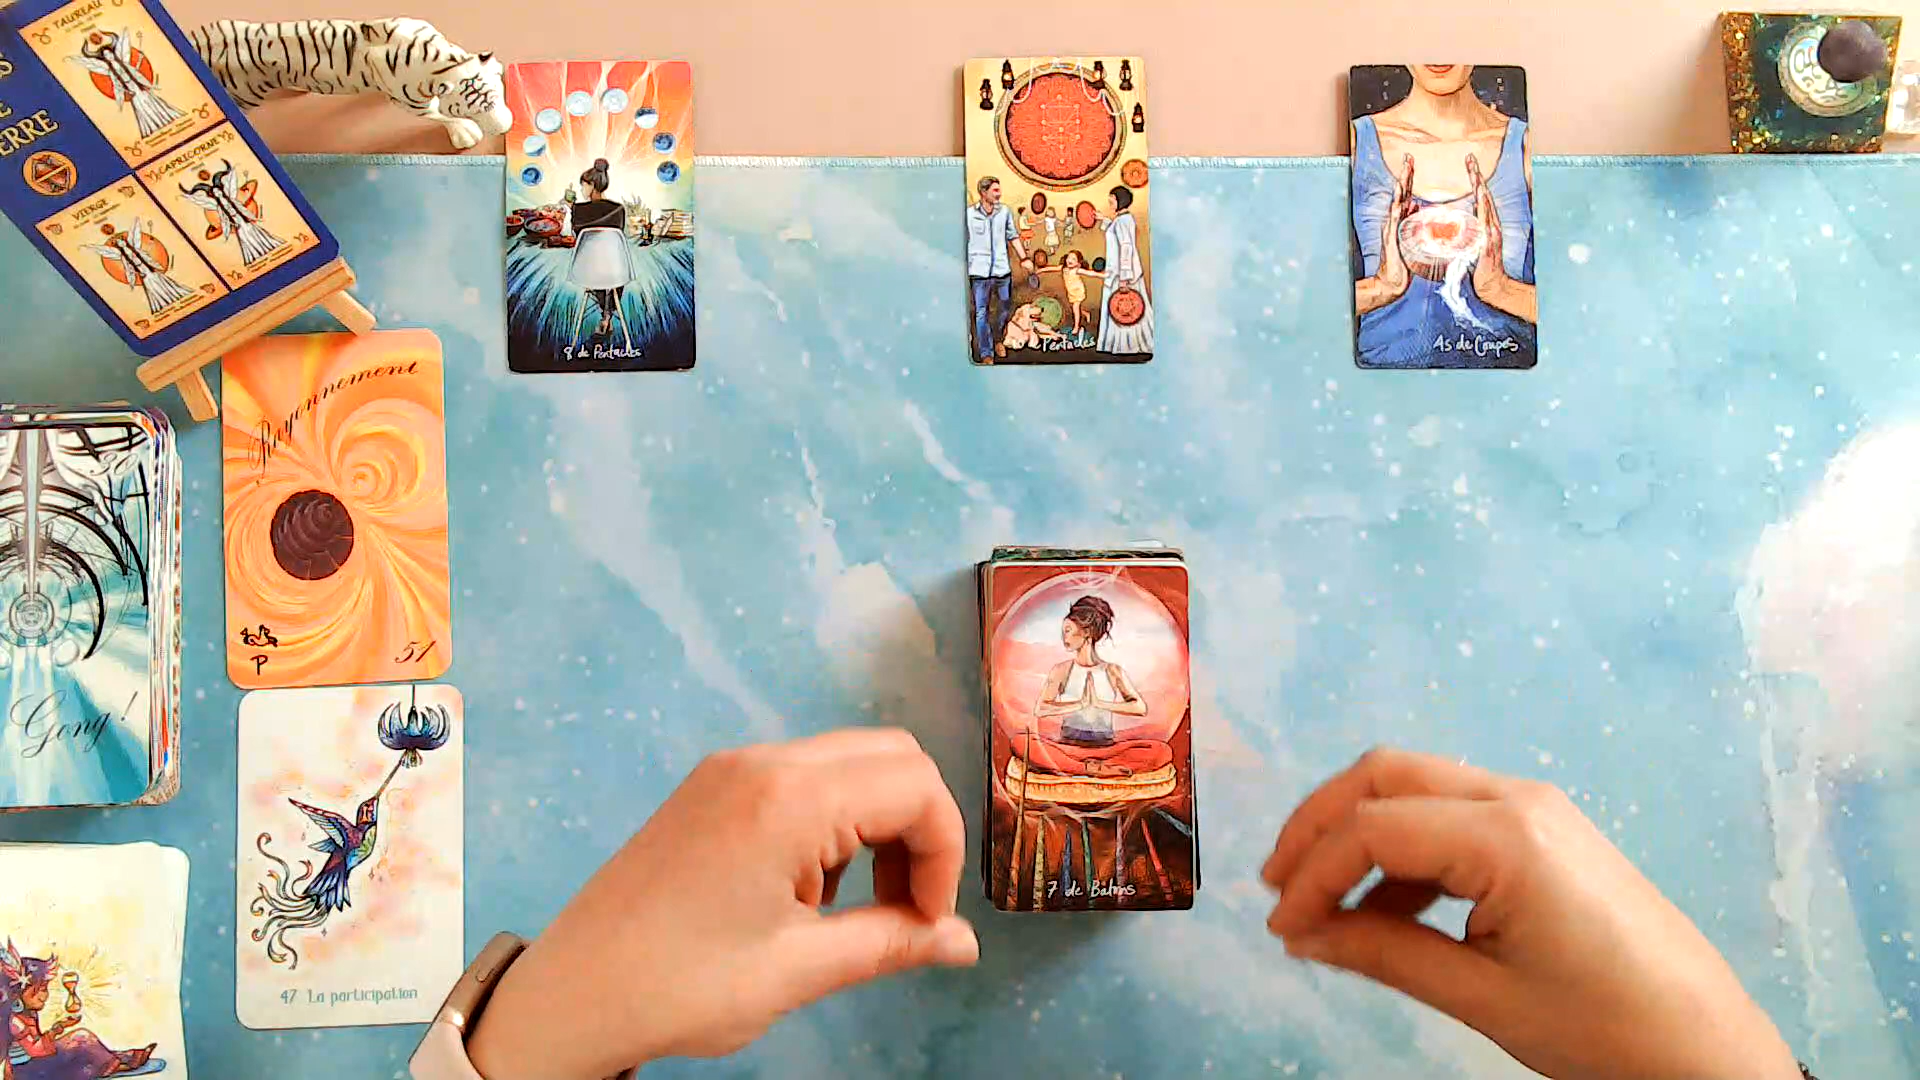 TAUREAU
ERRE
CAPRICORNE
VIERGE
8 de Pentacles
Pentacles
As de Coupes
Rayonnement
P
51
Gong !
7 de Bâtons
47 La participation